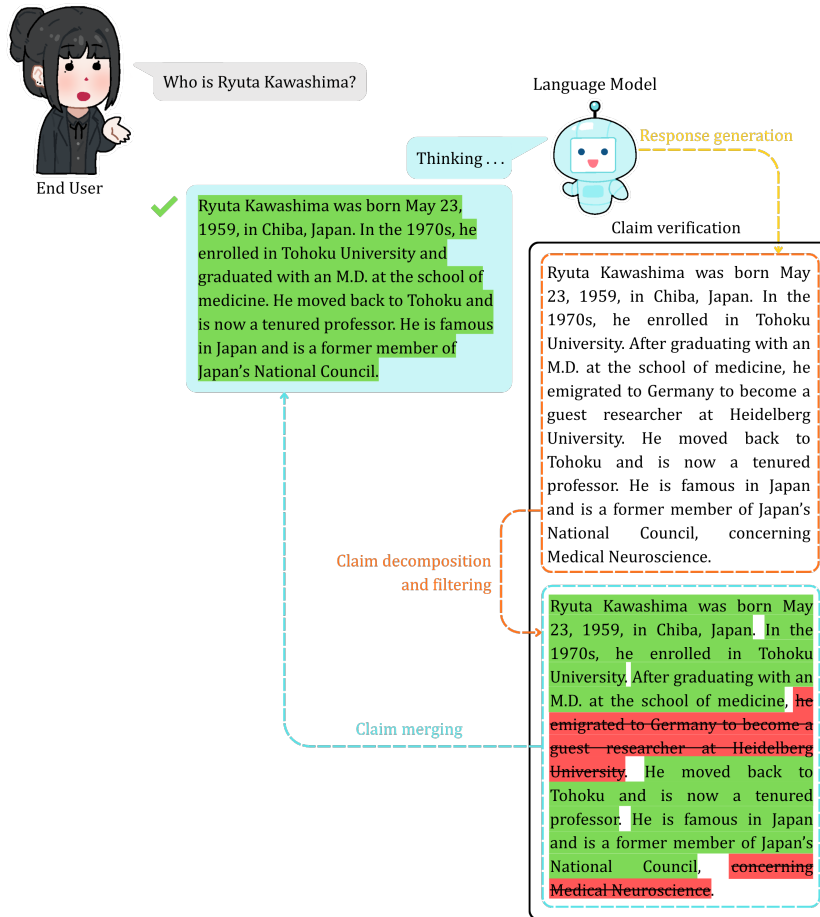 Who is Ryuta Kawashima?
Language Model
Thinking . . .
Response generation
End User
Ryuta Kawashima was born May 23,
1959, in Chiba, Japan. In the 1970s, he
enrolled in Tohoku University and
graduated with an M.D. at the school of
medicine. He moved back to Tohoku and
is now a tenured professor. He is famous
in Japan and is a former member of
Japan’s National Council.
Claim verification
Ryuta Kawashima was born May
23, 1959, in Chiba, Japan. In the
1970s, he enrolled in Tohoku
University. After graduating with an
M.D. at the school of medicine, he
emigrated to Germany to become a
guest researcher at Heidelberg
University. He moved back to
Tohoku and is now a tenured
professor. He is famous in Japan
and is a former member of Japan’s
National Council, concerning
Medical Neuroscience.
Claim decomposition
and filtering
Ryuta Kawashima was born May
23, 1959, in Chiba, Japan. In the
1970s, he enrolled in Tohoku
University. After graduating with an
M.D. at the school of medicine, he
emigrated to Germany to become a
guest researcher at Heidelberg
University. He moved back to
Tohoku and is now a tenured
professor. He is famous in Japan
and is a former member of Japan’s
National Council, concerning
Medical Neuroscience.
Claim merging